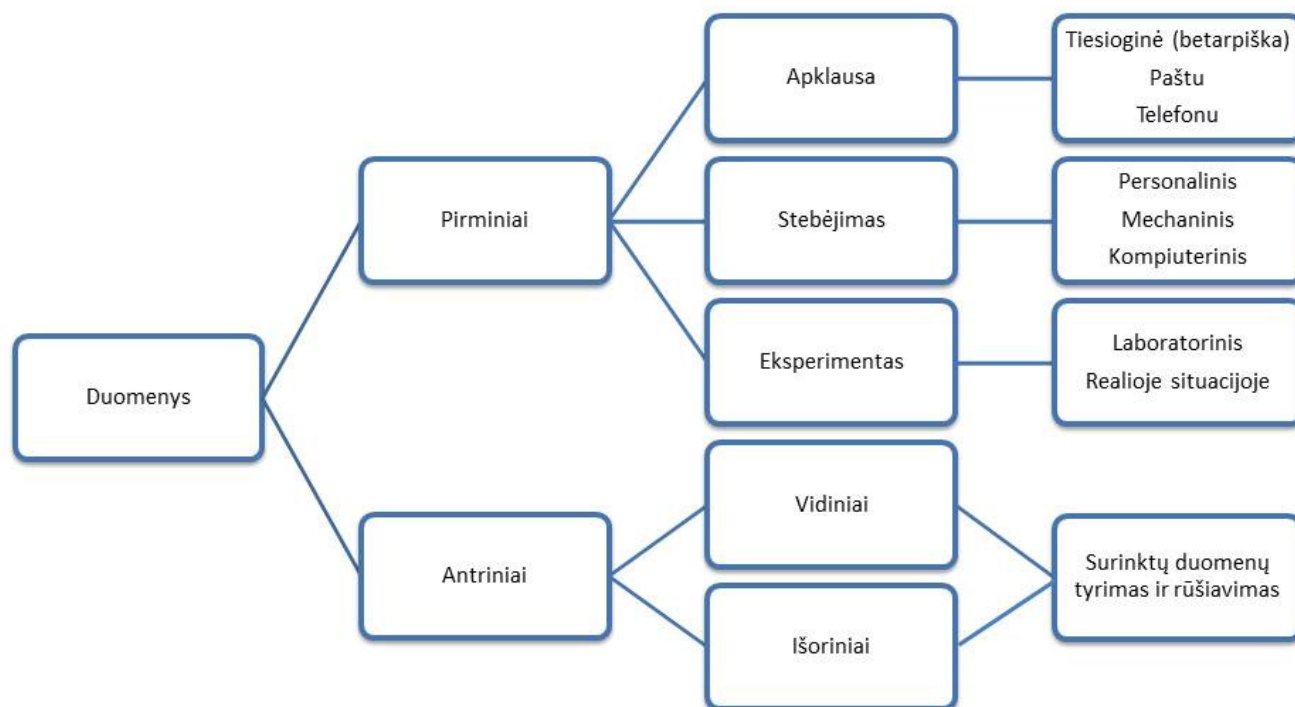 Duomenys
Pirminiai
Apklausa
Tiesioginė (betarpiška)
Paštu
Telefonu
Stebėjimas
Personalinis
Mechaninis
Kompiuterinis
Eksperimentas
Laboratorinis
Realioje situacijoje
Antriniai
Vidiniai
Išoriniai
Surinktų duomenų
tyrimas ir rūšiavimas